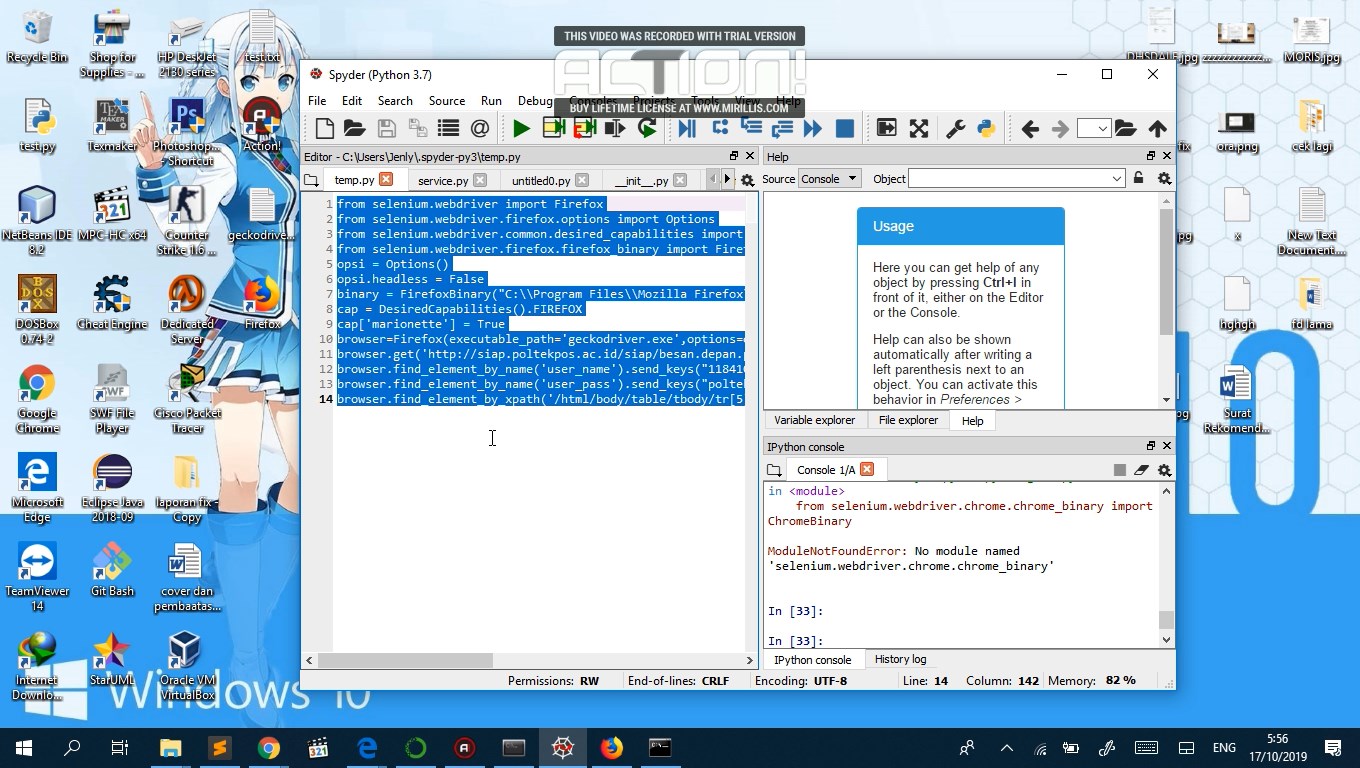 THIS VIDEO WAS RECORDED WITH TRIAL VERSION
ACTION!
BUY LIFETIME LICENSE AT WWW.MIRILLIS.COM
Recycle Bin
Shop for Supplies - ...
HP DeskJet 2130 series
test.txt
test.py
Texmaker
Photoshop... - Shortcut
Action!
NetBeans IDE 8.2
MPC-HC x64
Counter Strike 1.6 ...
geckodrive...
DOSBox 0.74-2
Cheat Engine
Dedicated Server
Firefox
Google Chrome
SWF File Player
Cisco Packet Tracer
Microsoft Edge
Eclipse Java 2018-09
laporan fix - Copy
TeamViewer 14
Git Bash
cover dan pembaatas...
Internet Downlo...
StarUML
Oracle VM VirtualBox
Windows 10
Spyder (Python 3.7)
File Edit Search Source Run Debug Consoles Projects Tools View Help
Editor - C:\Users\Jenly\.spyder-py3\temp.py
temp.py service.py untitled0.py __init__.py
1 from selenium.webdriver import Firefox
2 from selenium.webdriver.firefox.options import Options
3 from selenium.webdriver.common.desired_capabilities import
4 from selenium.webdriver.firefox.firefox_binary import Firef
5 opsi = Options()
6 opsi.headless = False
7 binary = FirefoxBinary("C:\\Program Files\\Mozilla Firefox
8 cap = DesiredCapabilities().FIREFOX
9 cap['marionette'] = True
10 browser=Firefox(executable_path='geckodriver.exe',options=
11 browser.get('http://siap.poltekpos.ac.id/siap/besan.depan.p
12 browser.find_element_by_name('user_name').send_keys("118410
13 browser.find_element_by_name('user_pass').send_keys("poltek
14 browser.find_element_by_xpath('/html/body/table/tbody/tr[5
Help
Source Console Object
Usage
Here you can get help of any
object by pressing Ctrl+I in
front of it, either on the Editor
or the Console.
Help can also be shown
automatically after writing a
left parenthesis next to an
object. You can activate this
behavior in Preferences >
Variable explorer File explorer Help
IPython console
Console 1/A
in <module>
from selenium.webdriver.chrome.chrome_binary import
ChromeBinary
ModuleNotFoundError: No module named
'selenium.webdriver.chrome.chrome_binary'
In [33]:
In [33]:
IPython console History log
Permissions: RW End-of-lines: CRLF Encoding: UTF-8 Line: 14 Column: 142 Memory: 82 %
DHSDAUE.jpg
zzzzzzzzzzzz...
MORIS.jpg
fix
ora.png
cek lagi
pg
x
New Text Document...
hghgh
fd lama
pg
Surat Rekomend...
10
ENG
5:56
17/10/2019